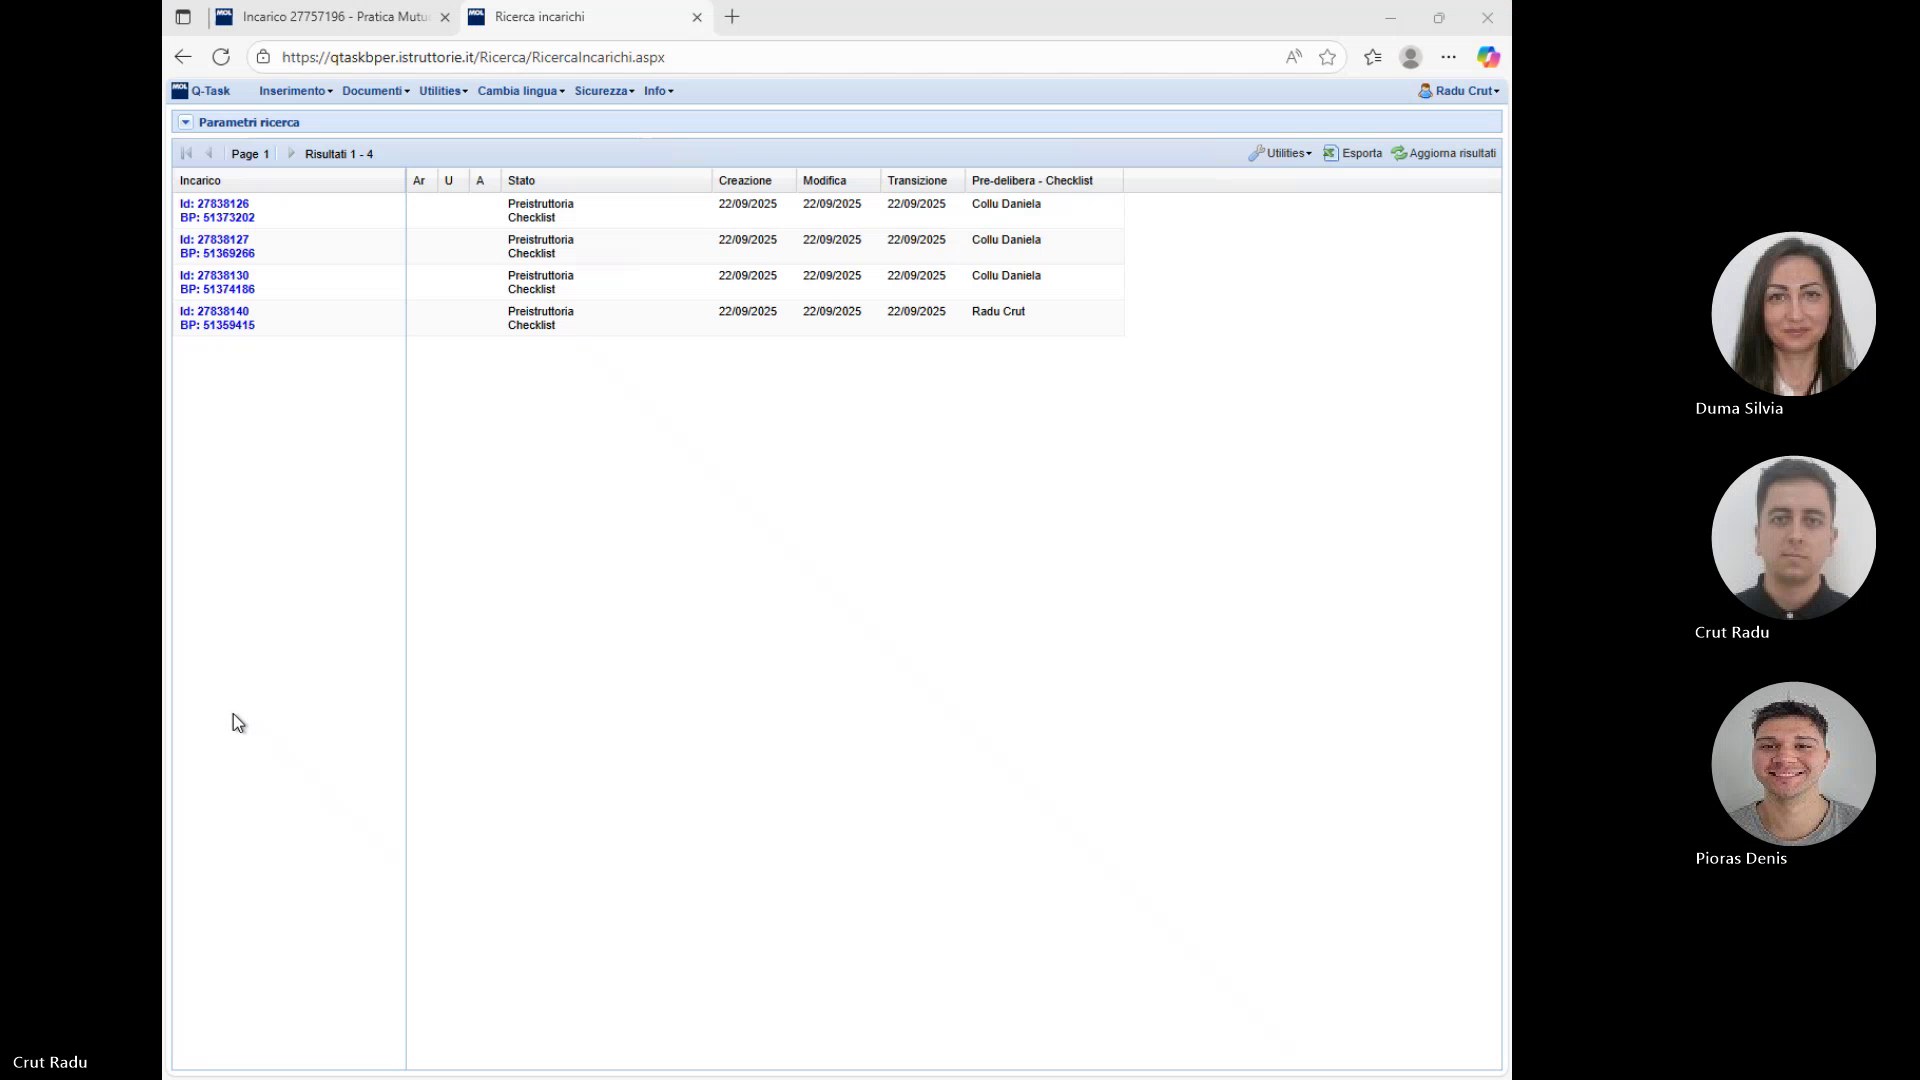 Incarico 27757196 - Pratica Mutu
Ricerca incarichi
https://qtaskbper.istruttorie.it/Ricerca/RicercaIncarichi.aspx
MOL Q-Task Inserimento Documenti Utilities Cambia lingua Sicurezza Info Radu Crut
Parametri ricerca
Page 1 Risultati 1 - 4 Utilities Esporta Aggiorna risultati
Incarico Ar U A Stato Creazione Modifica Transizione Pre-delibera - Checklist
Id: 27838126 Preistruttoria 22/09/2025 22/09/2025 22/09/2025 Collu Daniela
BP: 51373202 Checklist
Id: 27838127 Preistruttoria 22/09/2025 22/09/2025 22/09/2025 Collu Daniela
BP: 51369266 Checklist
Id: 27838130 Preistruttoria 22/09/2025 22/09/2025 22/09/2025 Collu Daniela
BP: 51374186 Checklist
Id: 27838140 Preistruttoria 22/09/2025 22/09/2025 22/09/2025 Radu Crut
BP: 51359415 Checklist
Duma Silvia
Crut Radu
Pioras Denis
Crut Radu